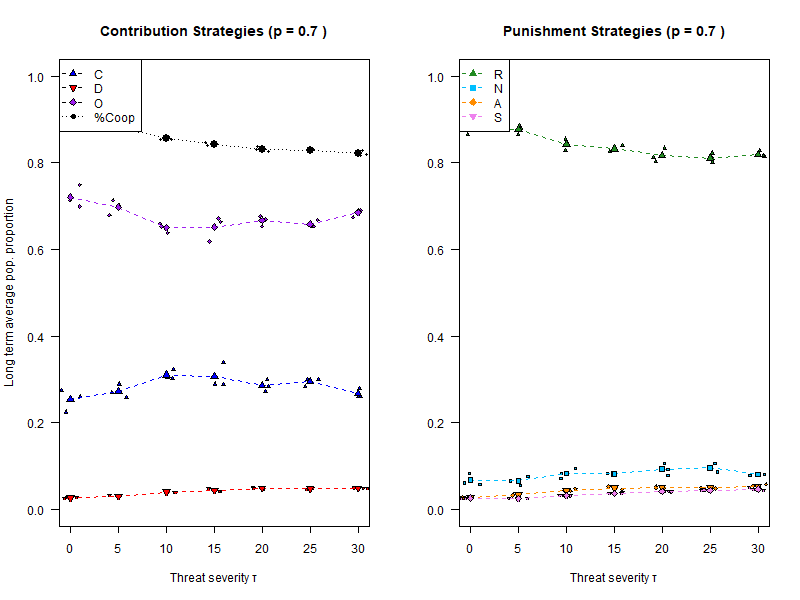 Contribution Strategies (p = 0.7 )
Long term average pop. proportion
1.0
0.8
0.6
0.4
0.2
0.0
C
D
O
%Coop
0 5 10 15 20 25 30
Threat severity τ
Punishment Strategies (p = 0.7 )
1.0
0.8
0.6
0.4
0.2
0.0
R
N
A
S
0 5 10 15 20 25 30
Threat severity τ